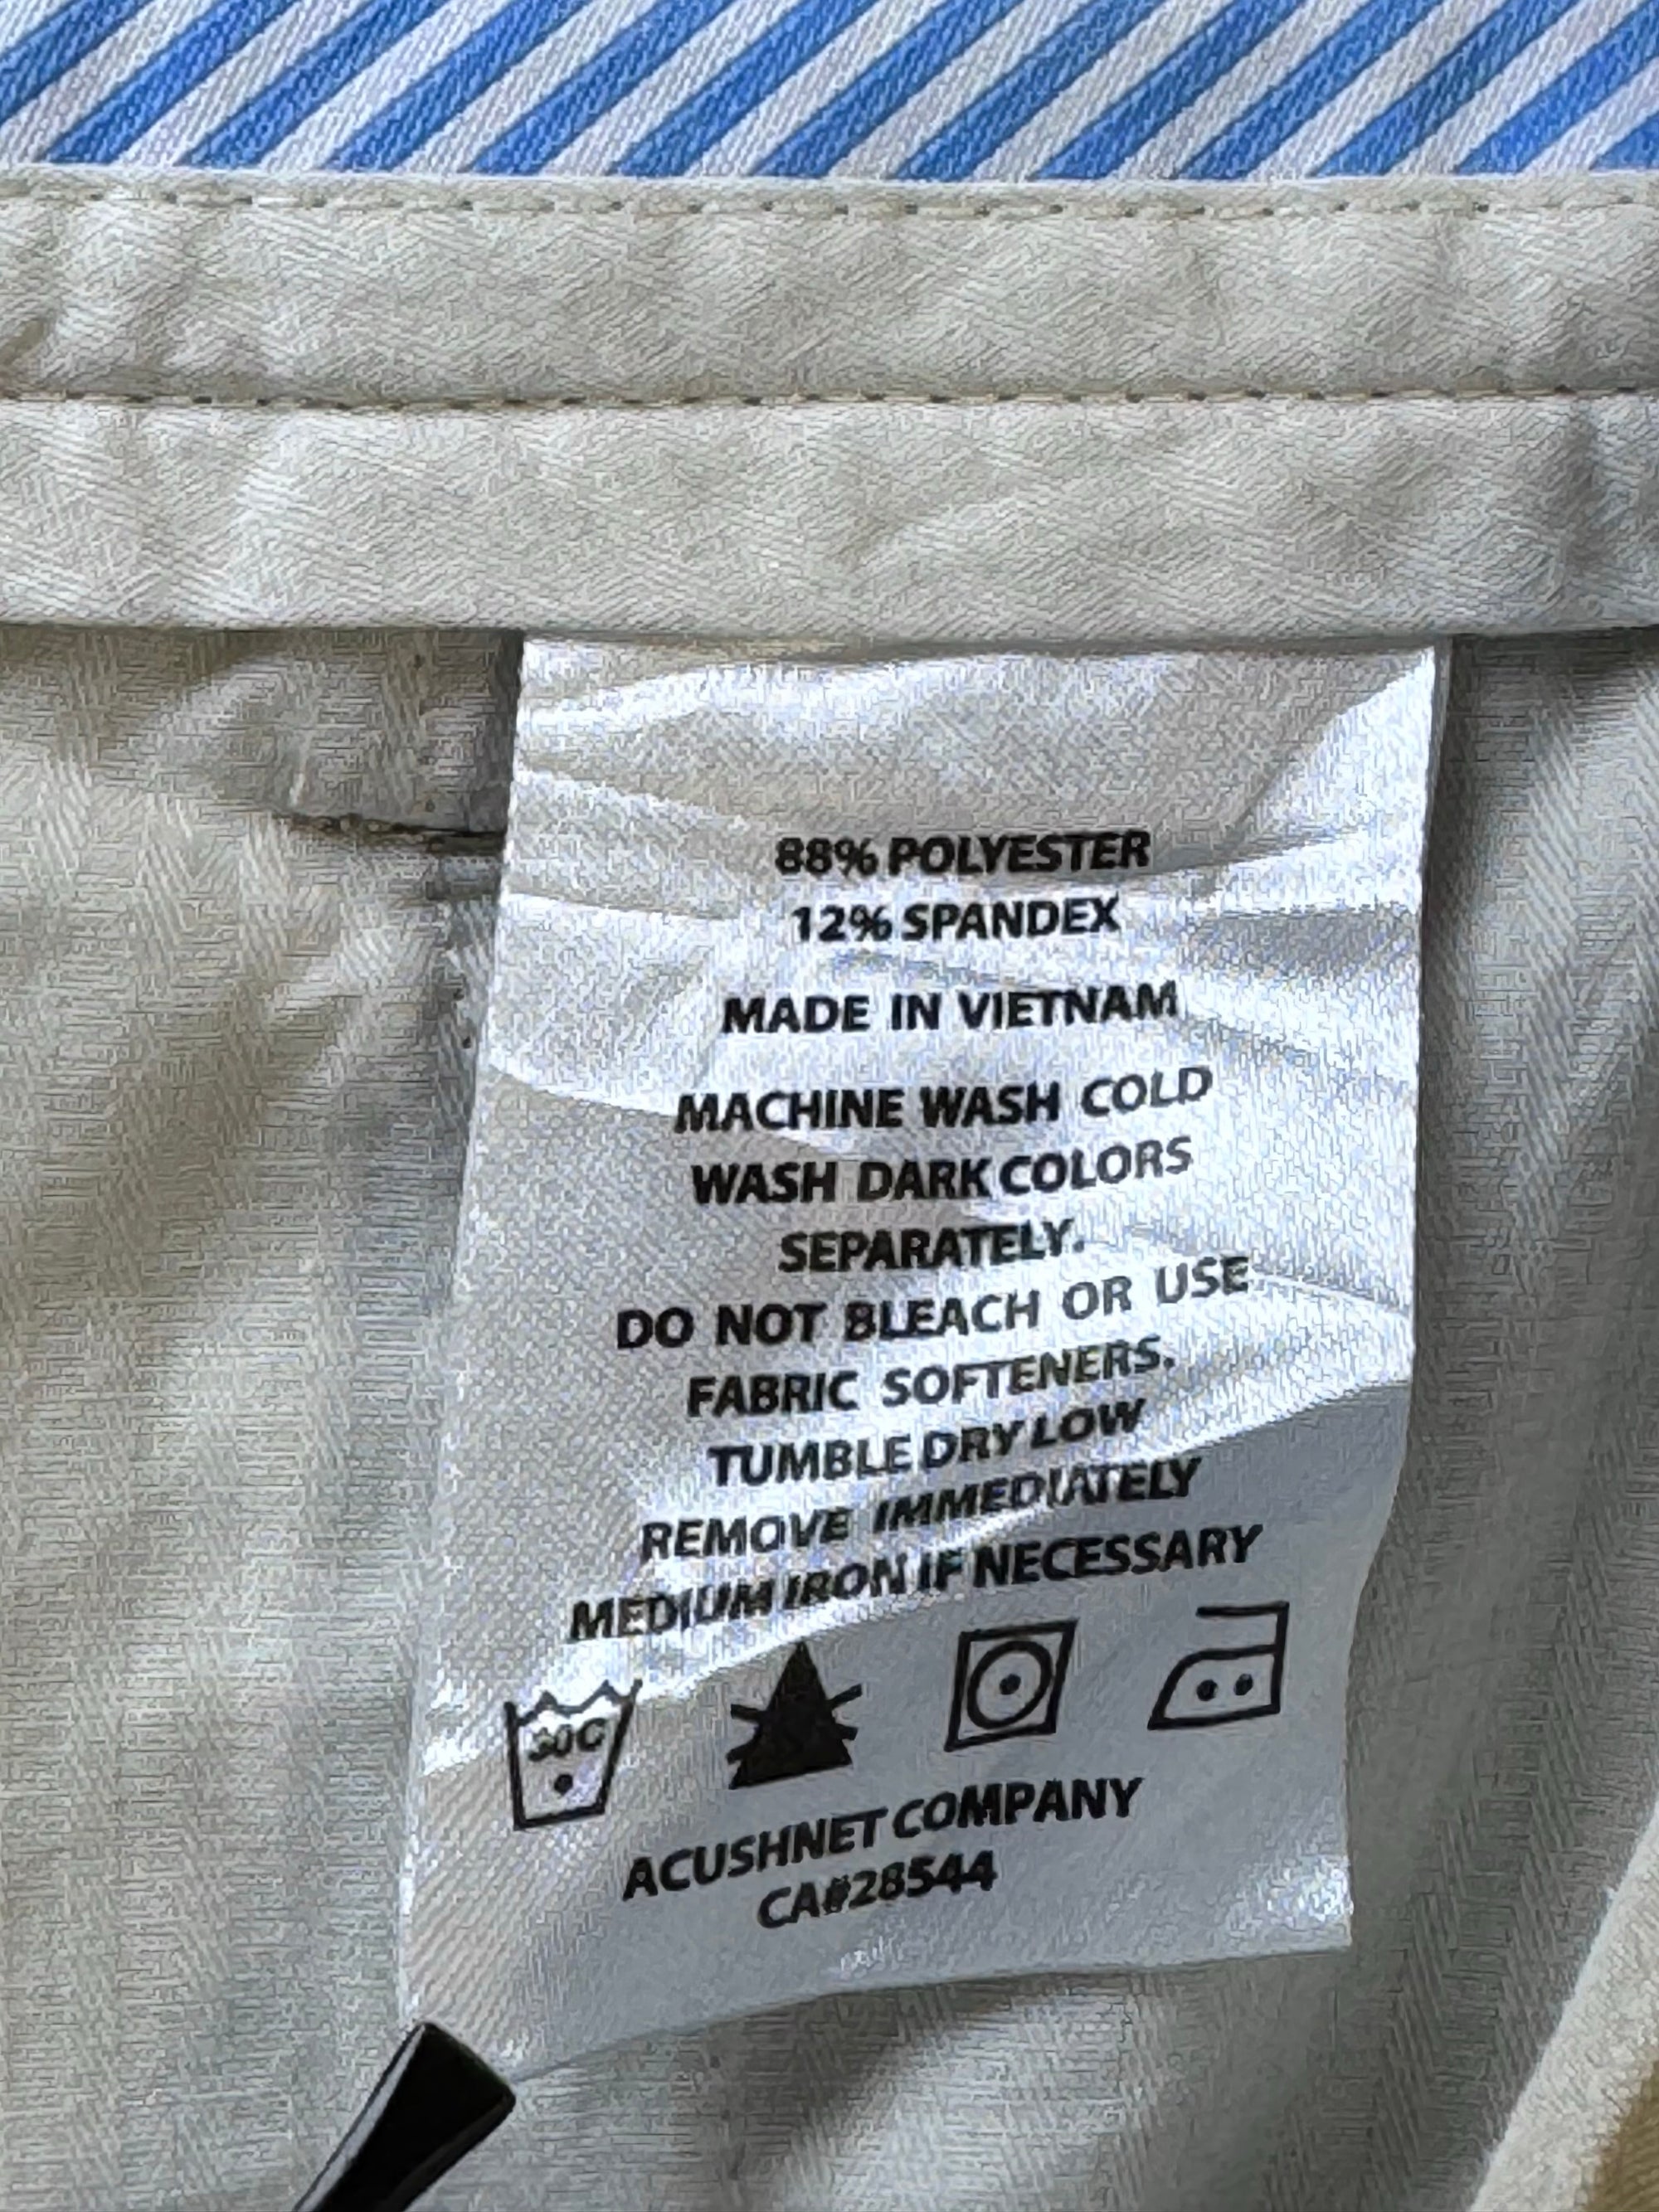 88% POLYESTER
12% SPANDEX
MADE IN VIETNAM
MACHINE WASH COLD
WASH DARK COLORS
SEPARATELY.
DO NOT BLEACH OR USE
FABRIC SOFTENERS.
TUMBLE DRY LOW
REMOVE IMMEDIATELY
MEDIUM IRON IF NECESSARY
30C
ACUSHNET COMPANY
CA#28544